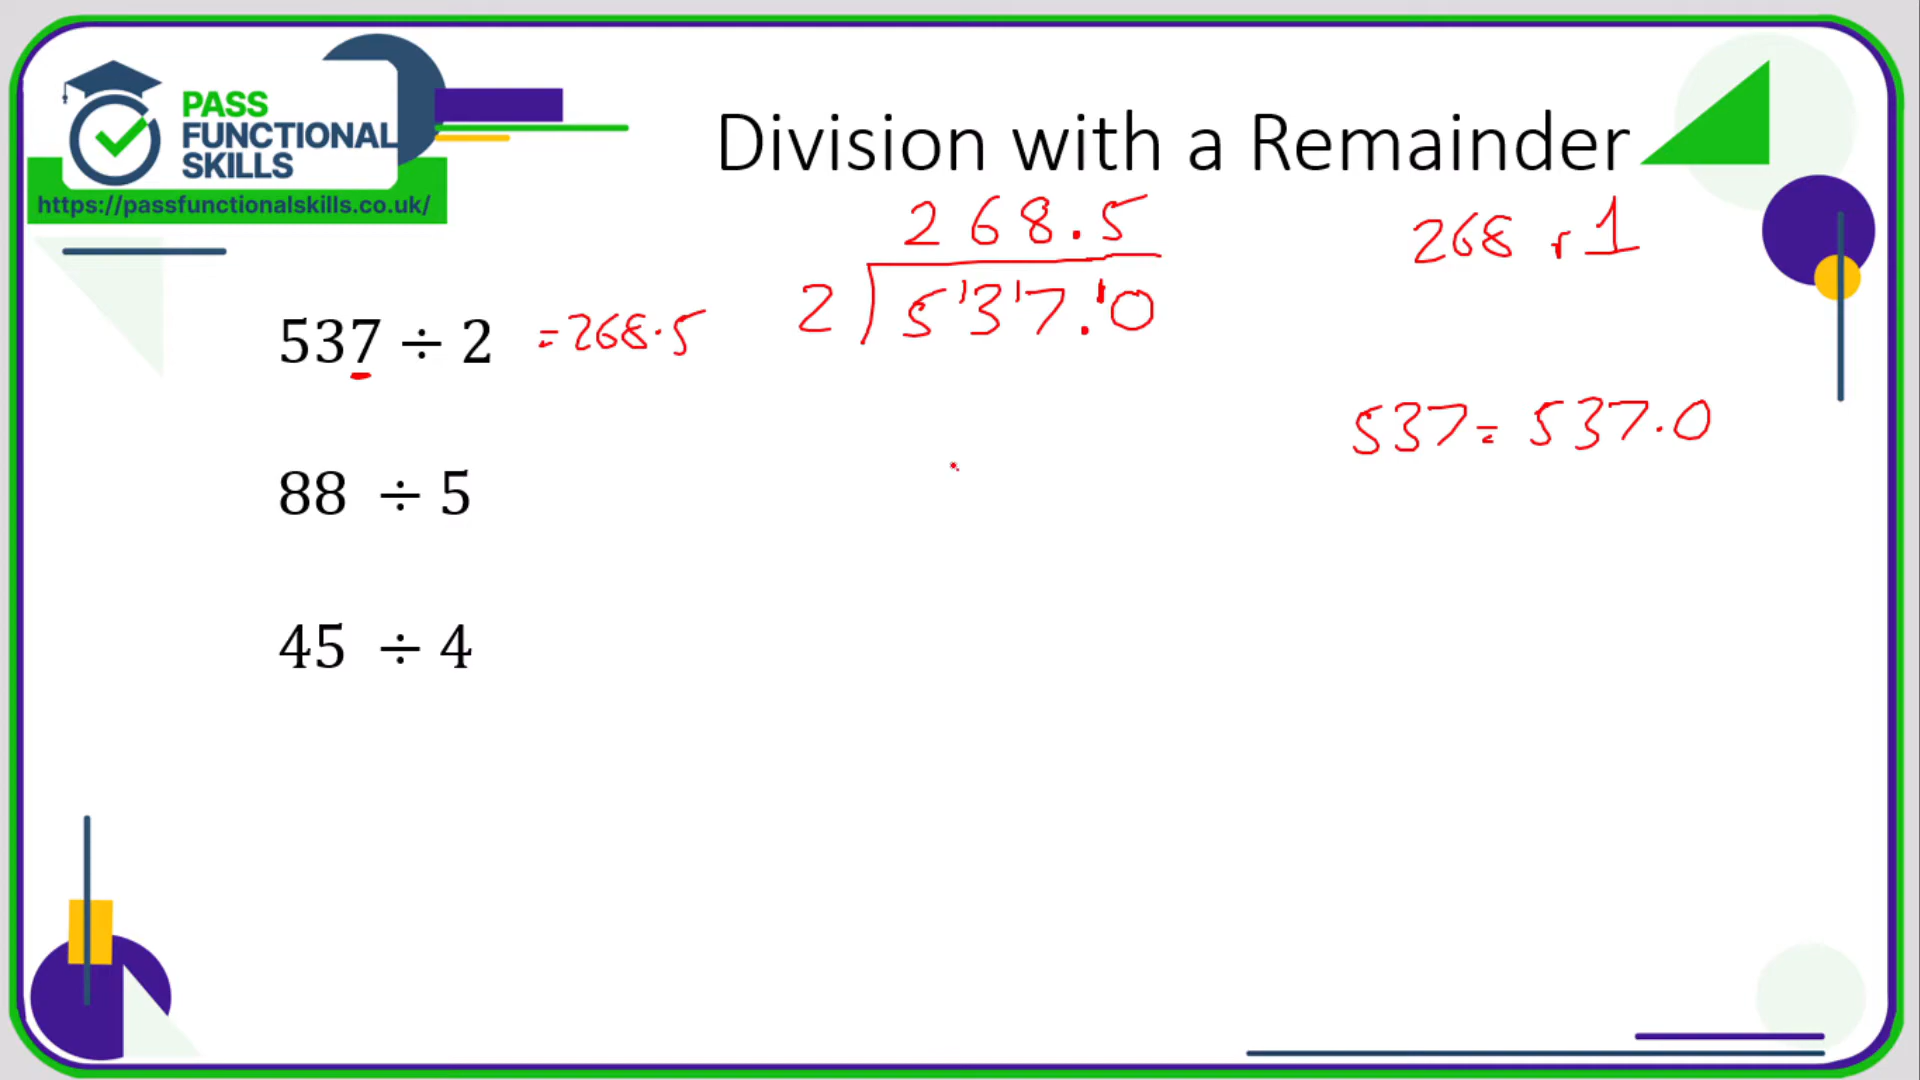 PASS
FUNCTIONAL
SKILLS
https://passfunctionalskills.co.uk/
Division with a Remainder
268.5
268 r 1
2 5¹3¹7.¹0
537 ÷ 2 = 268.5
537 = 537.0
88 ÷ 5
45 ÷ 4